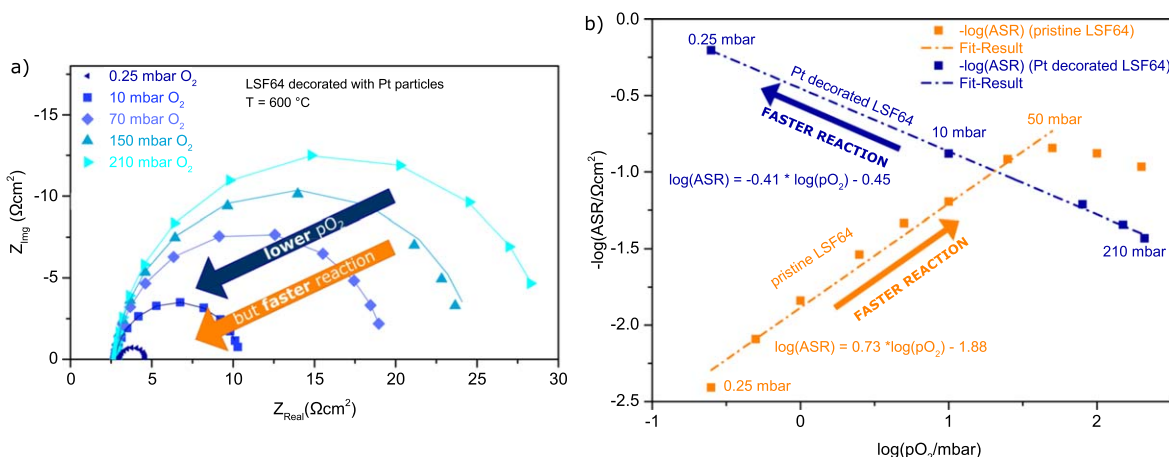 a)
0.25 mbar O2
10 mbar O2
70 mbar O2
150 mbar O2
210 mbar O2
LSF64 decorated with Pt particles
T = 600 °C
-15
-10
-5
0
ZImg (Ωcm2)
lower pO2
but faster reaction
0 5 10 15 20 25 30
ZReal(Ωcm2)
b)
0.0
-0.5
-1.0
-1.5
-2.0
-2.5
-log(ASR/Ωcm2)
0.25 mbar
-log(ASR) (pristine LSF64)
Fit-Result
-log(ASR) (Pt decorated LSF64)
Fit-Result
Pt decorated LSF64
FASTER REACTION
10 mbar
50 mbar
log(ASR) = -0.41 * log(pO2) - 0.45
pristine LSF64
FASTER REACTION
210 mbar
log(ASR) = 0.73 *log(pO2) - 1.88
0.25 mbar
-1 0 1 2
log(pO2/mbar)